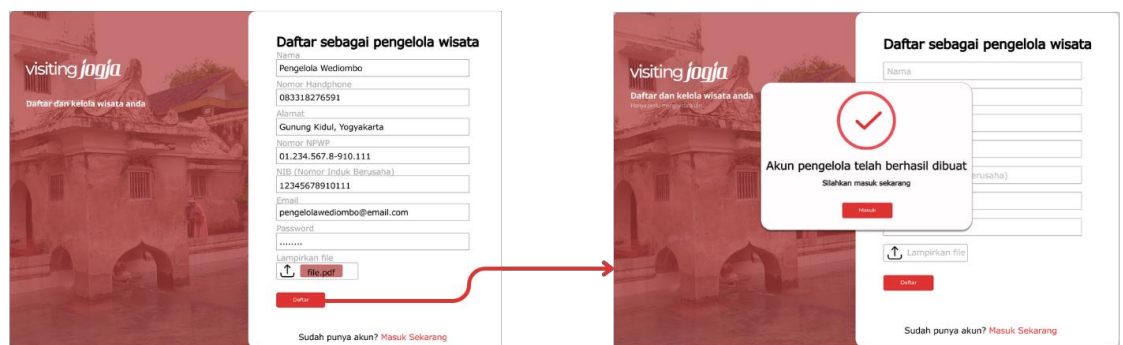 visiting jogja
Daftar dan kelola wisata anda
Daftar sebagai pengelola wisata
Nama
Pengelola Wediombo
Nomor Handphone
083318276591
Alamat
Gunung Kidul, Yogyakarta
Nomor NPWP
01.234.567.8-910.111
NIB (Nomor Induk Berusaha)
12345678910111
Email
pengelolawediombo@email.com
Password
........
Lampirkan file
file.pdf
Daftar
Sudah punya akun? Masuk Sekarang
visiting jogja
Daftar dan kelola wisata anda
Daftar sebagai pengelola wisata
Nama
Akun pengelola telah berhasil dibuat
Silahkan masuk sekarang
Masuk
erusaha)
Lampirkan file
Daftar
Sudah punya akun? Masuk Sekarang